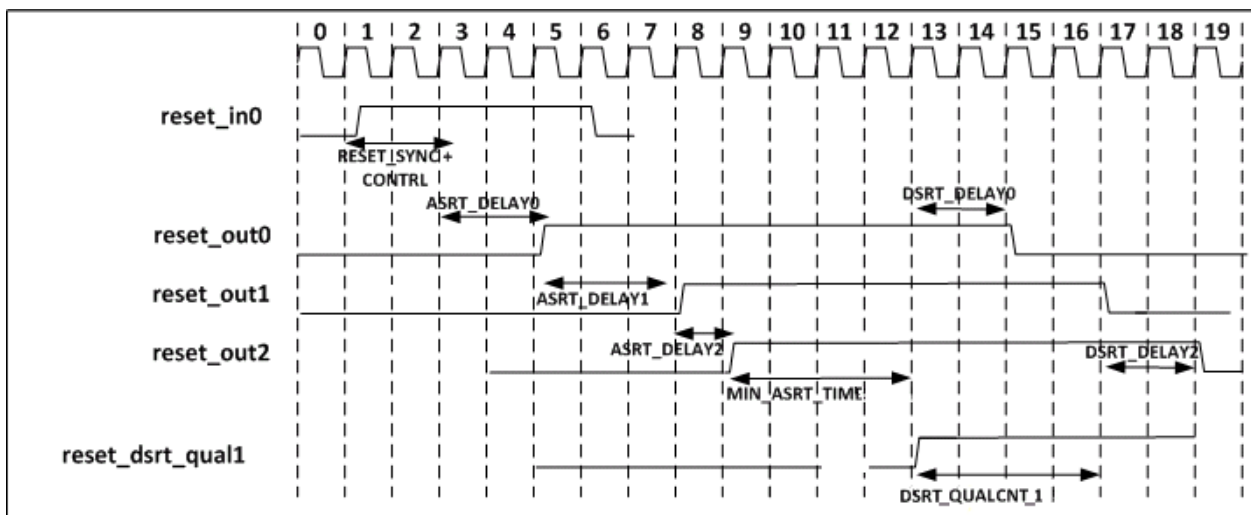 0 1 2 3 4 5 6 7 8 9 10 11 12 13 14 15 16 17 18 19
reset_in0
RESET_SYNC+
CONTRL
ASRT_DELAY0
DSRT_DELAY0
reset_out0
reset_out1
ASRT_DELAY1
reset_out2
ASRT_DELAY2
DSRT_DELAY2
MIN_ASRT_TIME
reset_dsrt_qual1
DSRT_QUALCNT_1